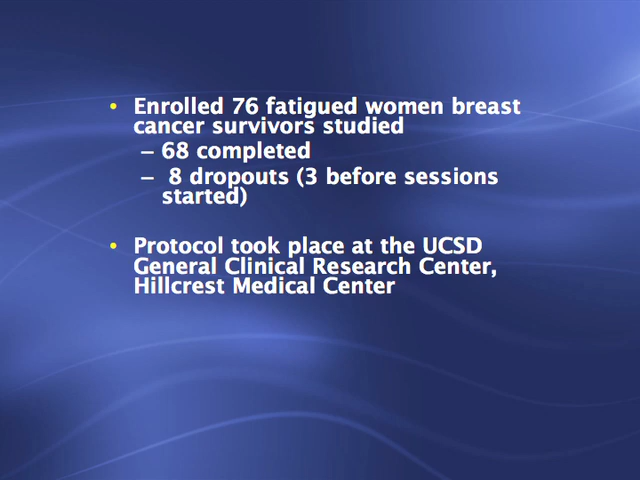 • Enrolled 76 fatigued women breast
cancer survivors studied
– 68 completed
– 8 dropouts (3 before sessions
started)
• Protocol took place at the UCSD
General Clinical Research Center,
Hillcrest Medical Center